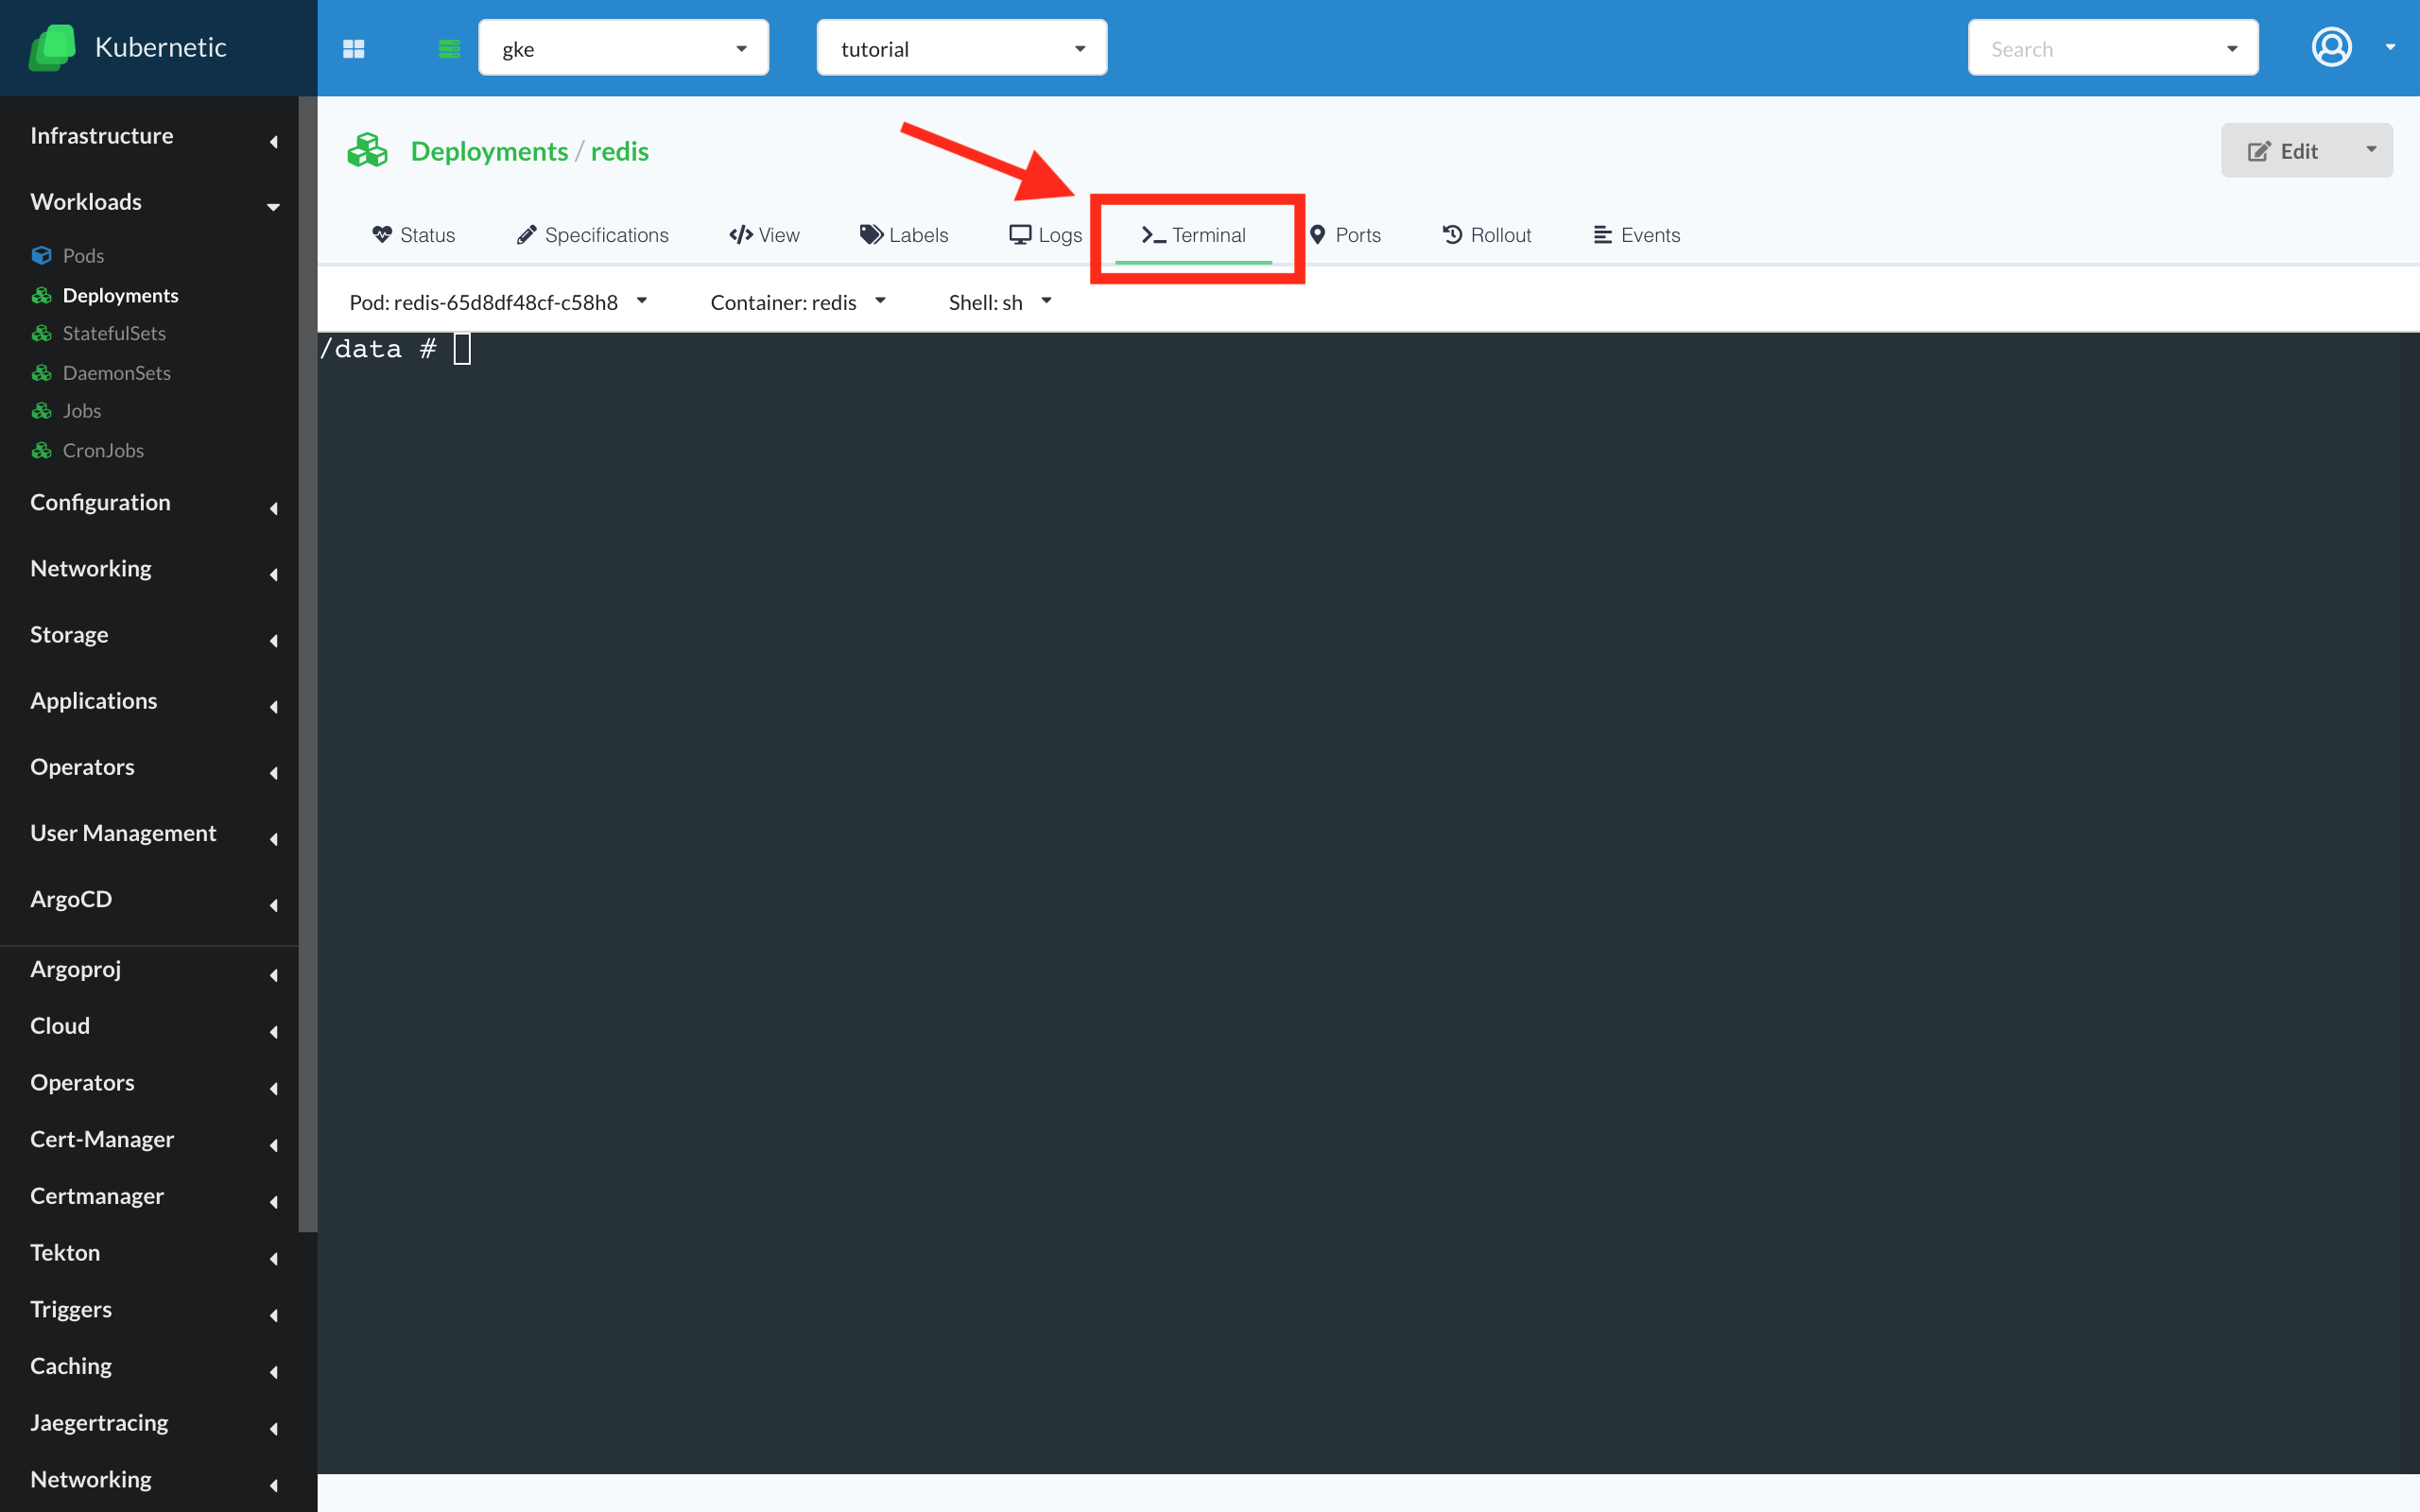 Kubernetic
gke
tutorial
Search
Infrastructure
Workloads
Pods
Deployments
StatefulSets
DaemonSets
Jobs
CronJobs
Configuration
Networking
Storage
Applications
Operators
User Management
ArgoCD
Argoproj
Cloud
Operators
Cert-Manager
Certmanager
Tekton
Triggers
Caching
Jaegertracing
Networking
Deployments / redis
Edit
Status Specifications View Labels Logs Terminal Ports Rollout Events
Pod: redis-65d8df48cf-c58h8 Container: redis Shell: sh
/data #